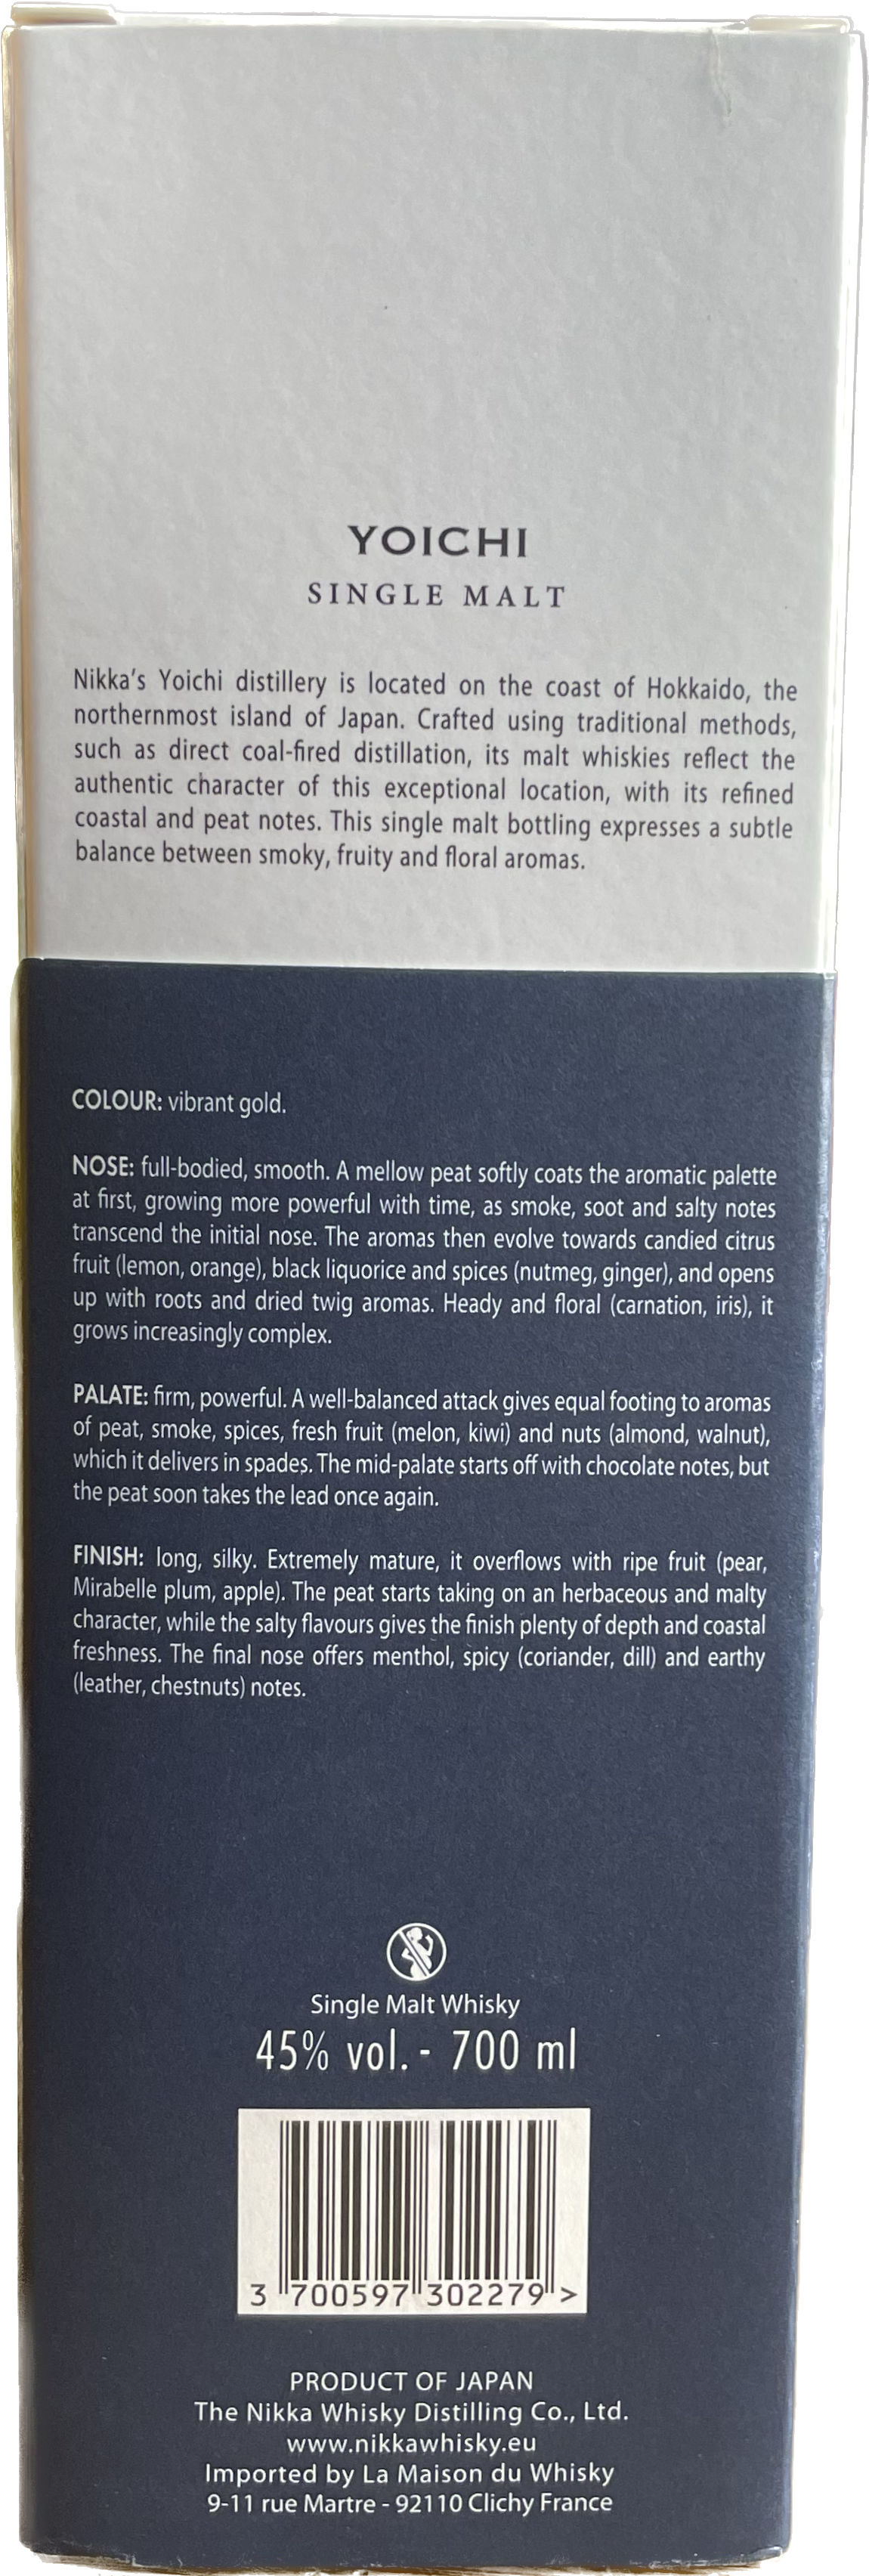 YOICHI
SINGLE MALT
Nikka's Yoichi distillery is located on the coast of Hokkaido, the
northernmost island of Japan. Crafted using traditional methods,
such as direct coal-fired distillation, its malt whiskies reflect the
authentic character of this exceptional location, with its refined
coastal and peat notes. This single malt bottling expresses a subtle
balance between smoky, fruity and floral aromas.
COLOUR: vibrant gold.
NOSE: full-bodied, smooth. A mellow peat softly coats the aromatic palette
at first, growing more powerful with time, as smoke, soot and salty notes
transcend the initial nose. The aromas then evolve towards candied citrus
fruit (lemon, orange), black liquorice and spices (nutmeg, ginger), and opens
up with roots and dried twig aromas. Heady and floral (carnation, iris), it
grows increasingly complex.
PALATE: firm, powerful. A well-balanced attack gives equal footing to aromas
of peat, smoke, spices, fresh fruit (melon, kiwi) and nuts (almond, walnut),
which it delivers in spades. The mid-palate starts off with chocolate notes, but
the peat soon takes the lead once again.
FINISH: long, silky. Extremely mature, it overflows with ripe fruit (pear,
Mirabelle plum, apple). The peat starts taking on an herbaceous and malty
character, while the salty flavours gives the finish plenty of depth and coastal
freshness. The final nose offers menthol, spicy (coriander, dill) and earthy
(leather, chestnuts) notes.
Single Malt Whisky
45% vol. - 700 ml
3 700597 302279 >
PRODUCT OF JAPAN
The Nikka Whisky Distilling Co., Ltd.
www.nikkawhisky.eu
Imported by La Maison du Whisky
9-11 rue Martre - 92110 Clichy France